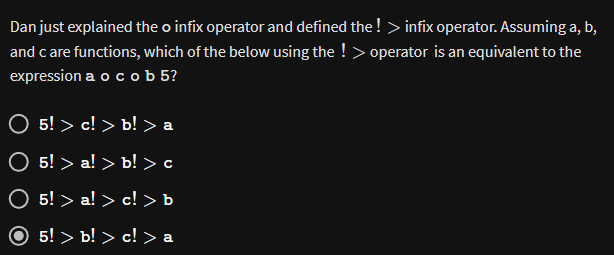 Dan just explained the o infix operator and defined the ! > infix operator. Assuming a, b,
and c are functions, which of the below using the ! > operator is an equivalent to the
expression a o c o b 5?
5! > c! > b! > a
5! > a! > b! > c
5! > a! > c! > b
5! > b! > c! > a